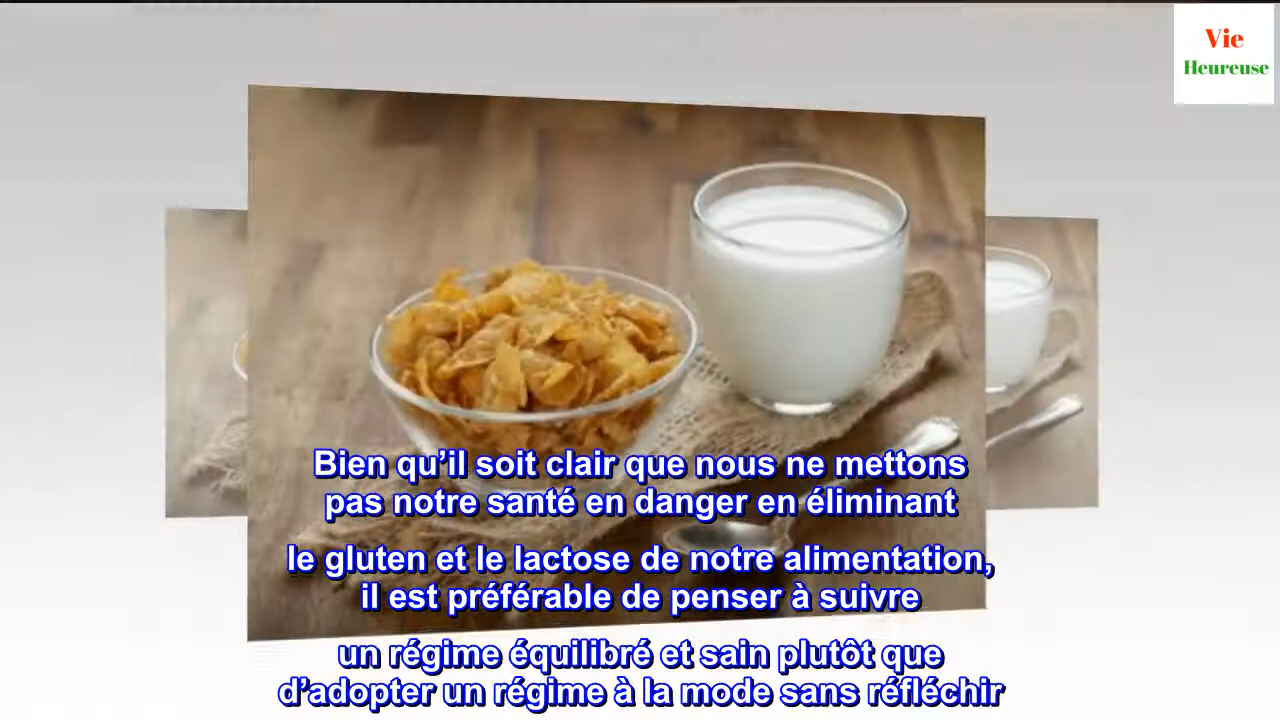 Vie
Heureuse
Bien qu’il soit clair que nous ne mettons
pas notre santé en danger en éliminant
le gluten et le lactose de notre alimentation,
il est préférable de penser à suivre
un régime équilibré et sain plutôt que
d’adopter un régime à la mode sans réfléchir